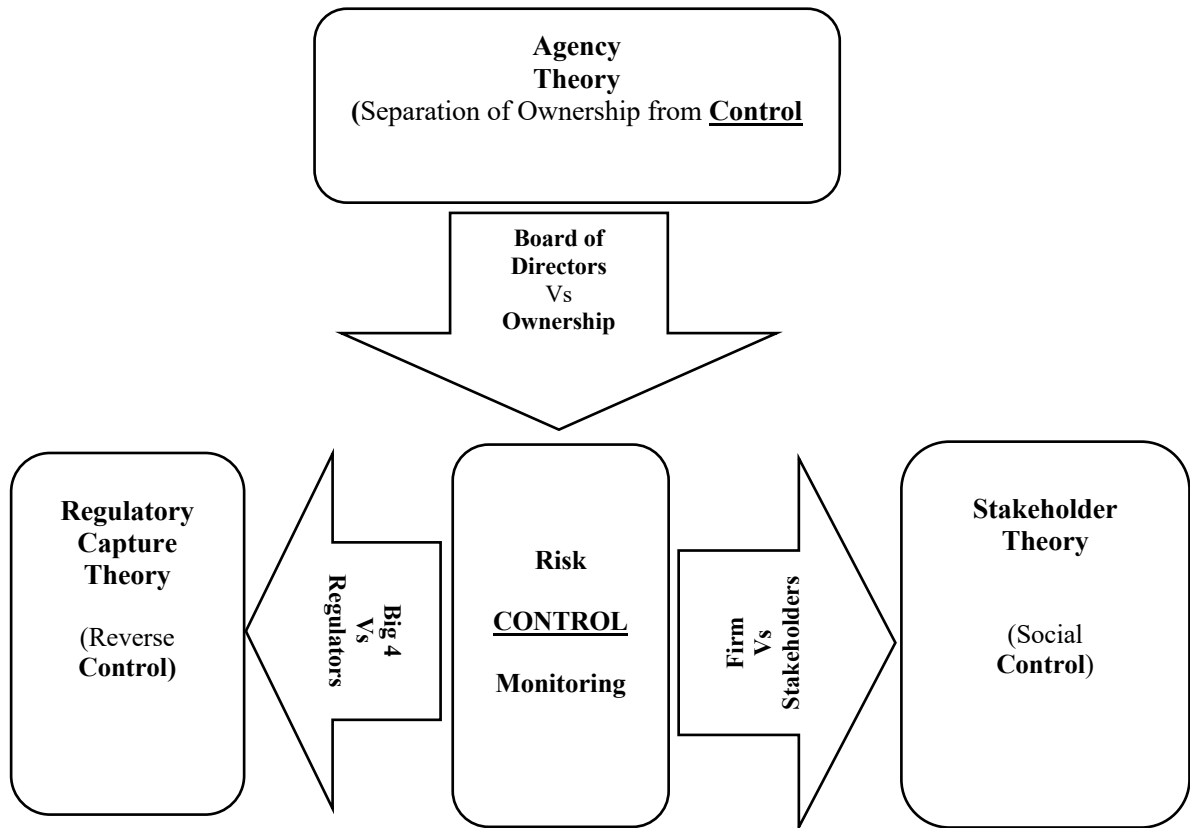 Agency
Theory
(Separation of Ownership from Control
Board of
Directors
Vs
Ownership
Regulatory
Capture
Theory
(Reverse
Control)
Big 4
Vs
Regulators
Risk
CONTROL
Monitoring
Firm
Vs
Stakeholders
Stakeholder
Theory
(Social
Control)